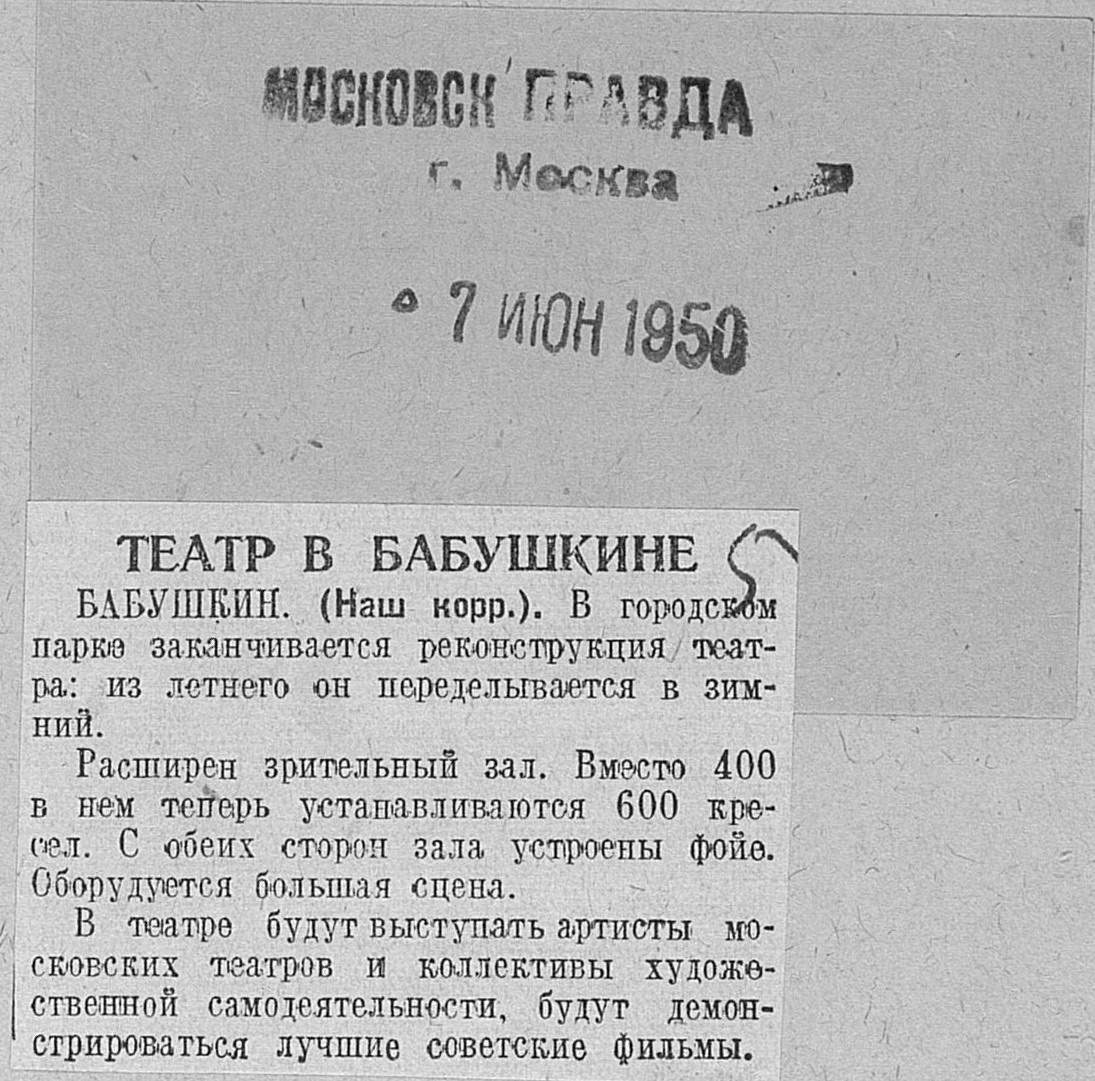 МОСКОВСК ПРАВДА
г. Москва
7 ИЮН 1950
ТЕАТР В БАБУШКИНЕ
БАБУШКИН. (Наш корр.). В городском
парке заканчивается реконструкция теат-
ра: из летнего он переделывается в зим-
ний.
Расширен зрительный зал. Вместо 400
в нем теперь устанавливаются 600 кре-
сел. С обеих сторон зала устроены фойе.
Оборудуется большая сцена.
В театре будут выступать артисты мо-
сковских театров и коллективы художе-
ственной самодеятельности, будут демон-
стрироваться лучшие советские фильмы.